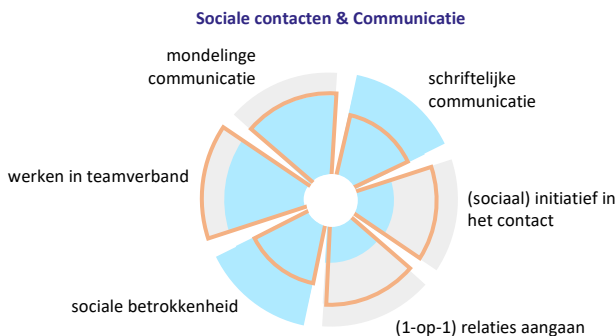 Sociale contacten & Communicatie
mondelinge
communicatie
schriftelijke
communicatie
werken in teamverband
(sociaal) initiatief in
het contact
sociale betrokkenheid
(1-op-1) relaties aangaan